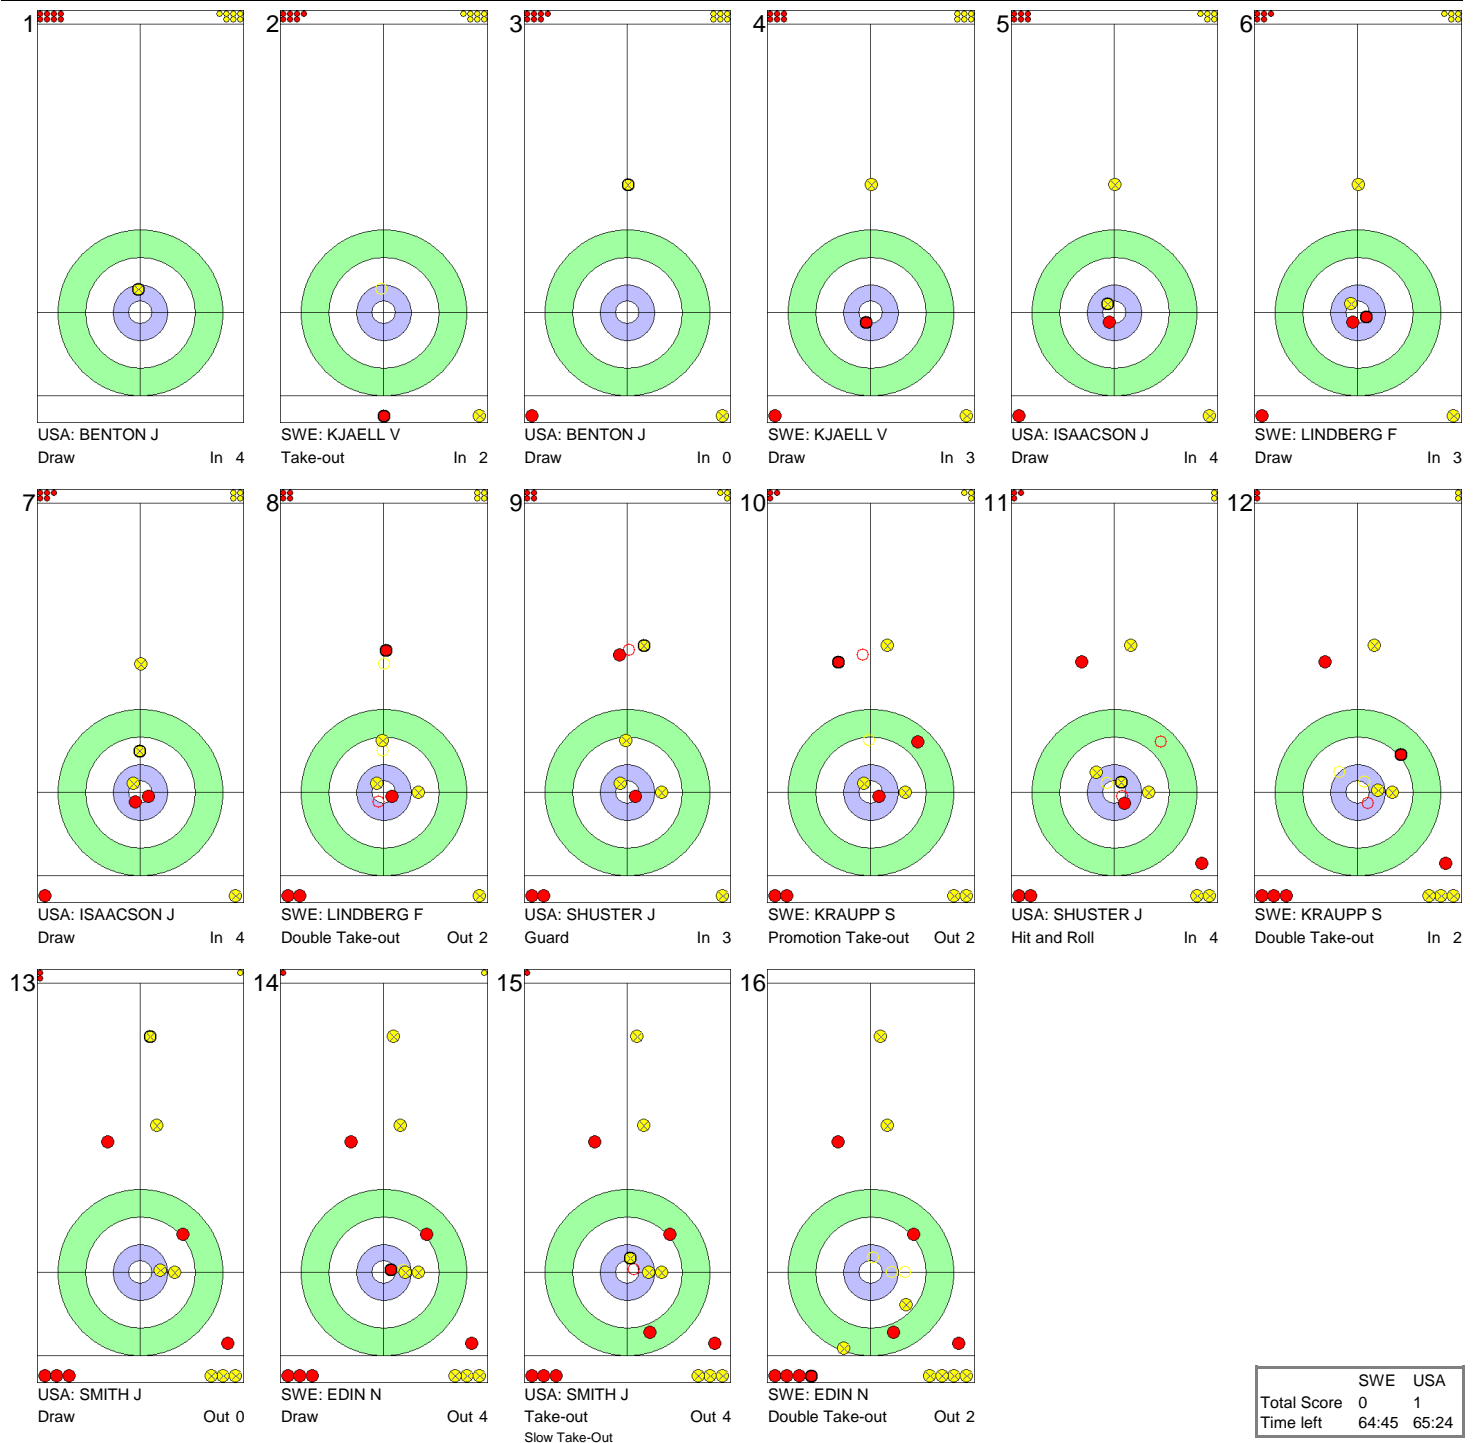 1
USA: BENTON J
Draw In 4
2
SWE: KJAELL V
Take-out In 2
3
USA: BENTON J
Draw In 0
4
SWE: KJAELL V
Draw In 3
5
USA: ISAACSON J
Draw In 4
6
SWE: LINDBERG F
Draw In 3
7
USA: ISAACSON J
Draw In 4
8
SWE: LINDBERG F
Double Take-out Out 2
9
USA: SHUSTER J
Guard In 3
10
SWE: KRAUPP S
Promotion Take-out Out 2
11
USA: SHUSTER J
Hit and Roll In 4
12
SWE: KRAUPP S
Double Take-out In 2
13
USA: SMITH J
Draw Out 0
14
SWE: EDIN N
Draw Out 4
15
USA: SMITH J
Take-out Out 4
Slow Take-Out
16
SWE: EDIN N
Double Take-out Out 2
SWE USA
Total Score 0 1
Time left 64:45 65:24